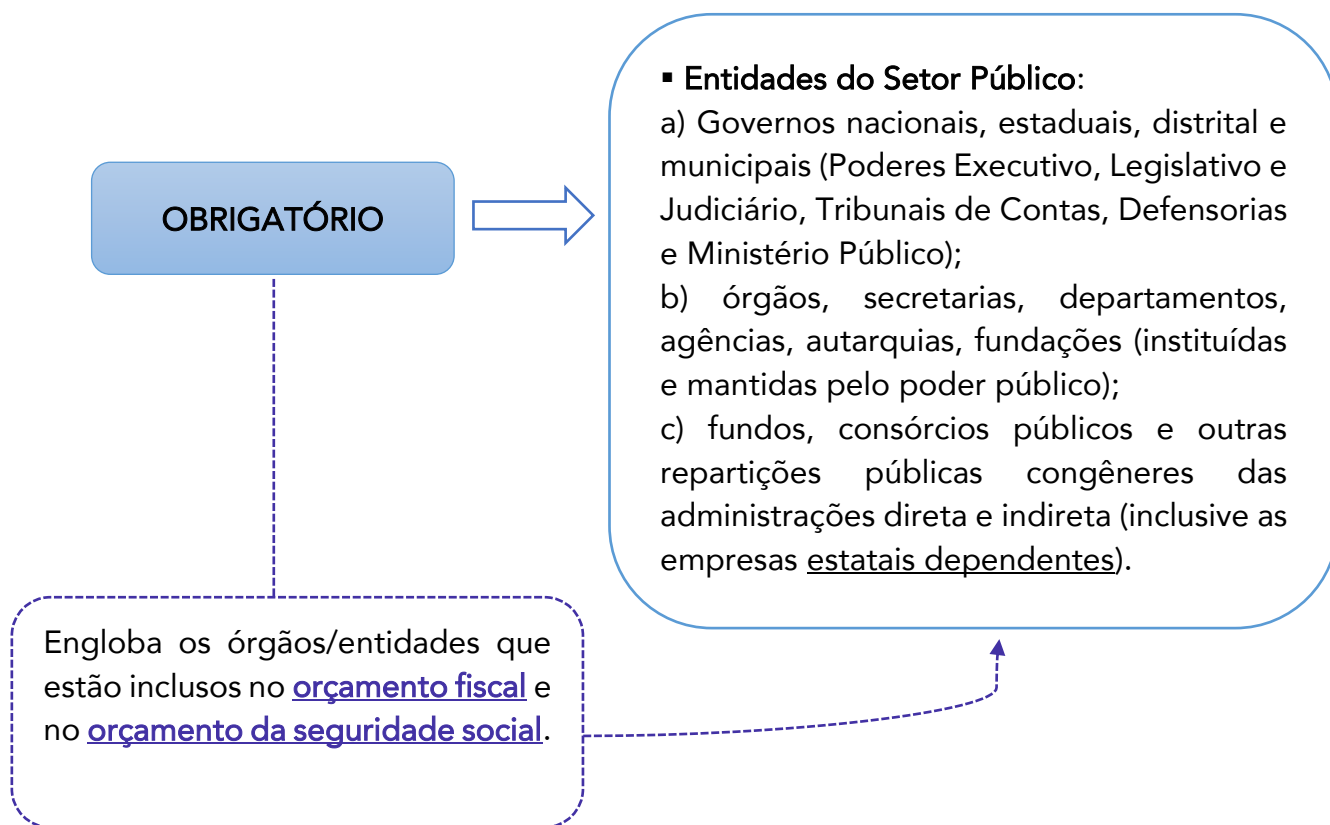 OBRIGATÓRIO
▪ Entidades do Setor Público:
a) Governos nacionais, estaduais, distrital e
municipais (Poderes Executivo, Legislativo e
Judiciário, Tribunais de Contas, Defensorias
e Ministério Público);
b) órgãos, secretarias, departamentos,
agências, autarquias, fundações (instituídas
e mantidas pelo poder público);
c) fundos, consórcios públicos e outras
repartições públicas congêneres das
administrações direta e indireta (inclusive as
empresas estatais dependentes).
Engloba os órgãos/entidades que
estão inclusos no orçamento fiscal e
no orçamento da seguridade social.